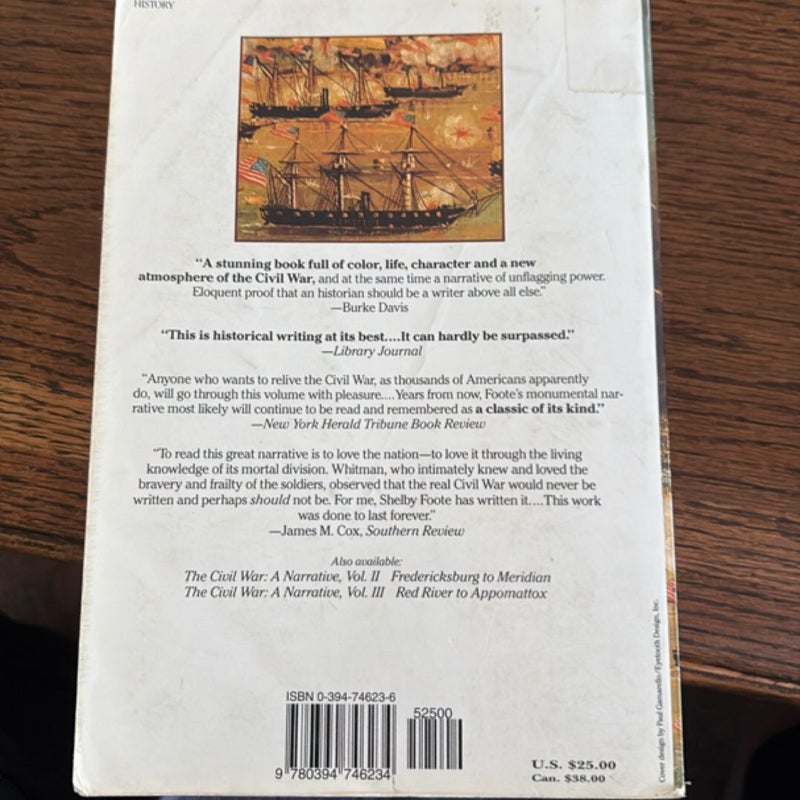 HISTORY
“A stunning book full of color, life, character and a new
atmosphere of the Civil War, and at the same time a narrative of unflagging power.
Eloquent proof that an historian should be a writer above all else.”
—Burke Davis
“This is historical writing at its best....It can hardly be surpassed.”
—Library Journal
“Anyone who wants to relive the Civil War, as thousands of Americans apparently
do, will go through this volume with pleasure....Years from now, Foote's monumental nar-
rative most likely will continue to be read and remembered as a classic of its kind.”
—New York Herald Tribune Book Review
“To read this great narrative is to love the nation—to love it through the living
knowledge of its mortal division. Whitman, who intimately knew and loved the
bravery and frailty of the soldiers, observed that the real Civil War would never be
written and perhaps should not be. For me, Shelby Foote has written it....This work
was done to last forever.”
—James M. Cox, Southern Review
Also available:
The Civil War: A Narrative, Vol. II Fredericksburg to Meridian
The Civil War: A Narrative, Vol. III Red River to Appomattox
ISBN 0-394-74623-6
52500
9 780394 746234
U.S. $25.00
Can. $38.00
Cover design by Paul Gamarello/Eyetooth Design, Inc.